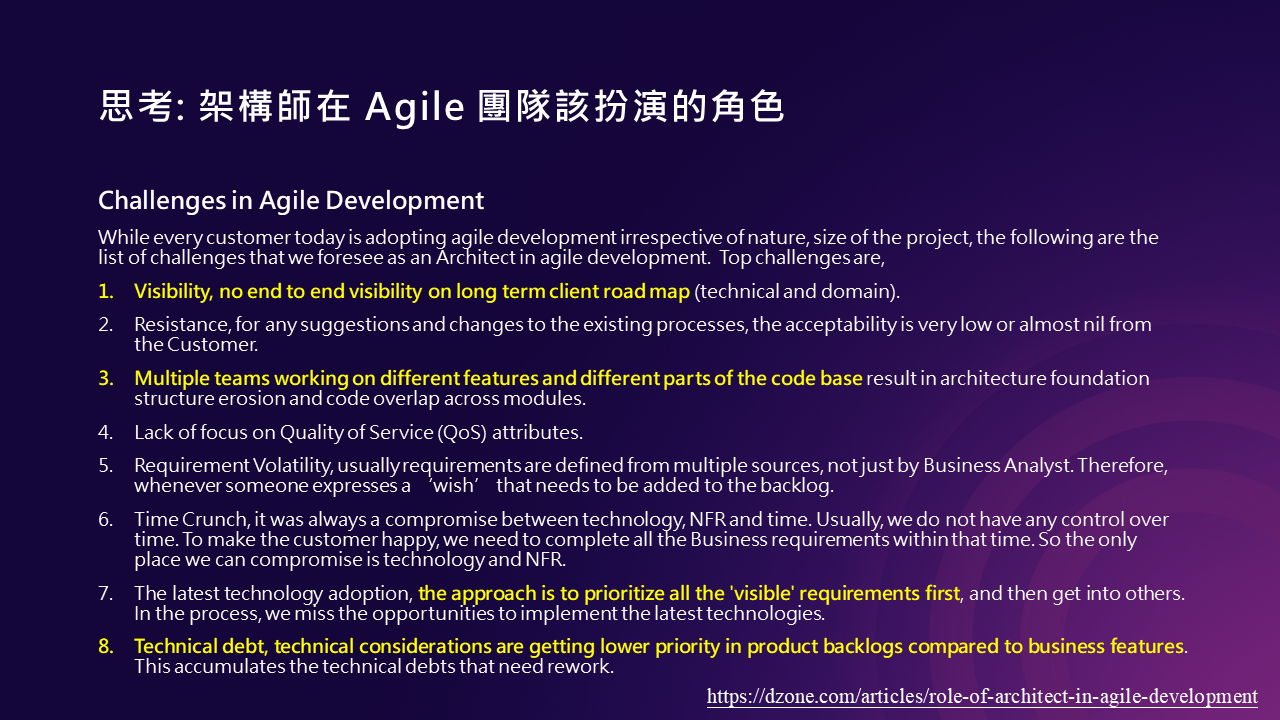 思考: 架構師在 Agile 團隊該扮演的角色
Challenges in Agile Development
While every customer today is adopting agile development irrespective of nature, size of the project, the following are the
list of challenges that we foresee as an Architect in agile development.  Top challenges are,
1. Visibility, no end to end visibility on long term client road map (technical and domain).
2. Resistance, for any suggestions and changes to the existing processes, the acceptability is very low or almost nil from
the Customer.
3. Multiple teams working on different features and different parts of the code base result in architecture foundation
structure erosion and code overlap across modules.
4. Lack of focus on Quality of Service (QoS) attributes.
5. Requirement Volatility, usually requirements are defined from multiple sources, not just by Business Analyst. Therefore,
whenever someone expresses a ‘wish’ that needs to be added to the backlog.
6. Time Crunch, it was always a compromise between technology, NFR and time. Usually, we do not have any control over
time. To make the customer happy, we need to complete all the Business requirements within that time. So the only
place we can compromise is technology and NFR.
7. The latest technology adoption, the approach is to prioritize all the 'visible' requirements first, and then get into others.
In the process, we miss the opportunities to implement the latest technologies.
8. Technical debt, technical considerations are getting lower priority in product backlogs compared to business features.
This accumulates the technical debts that need rework.
https://dzone.com/articles/role-of-architect-in-agile-development